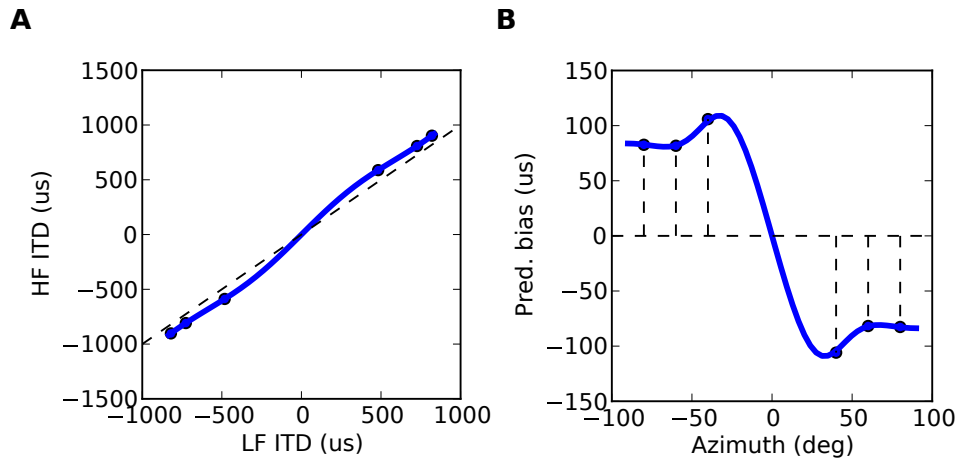 A
1500
1000
500
0
−500
−1000
−1500
−1000 −500 0 500 1000
LF ITD (us)
HF ITD (us)
B
150
100
50
0
−50
−100
−150
−100 −50 0 50 100
Azimuth (deg)
Pred. bias (us)